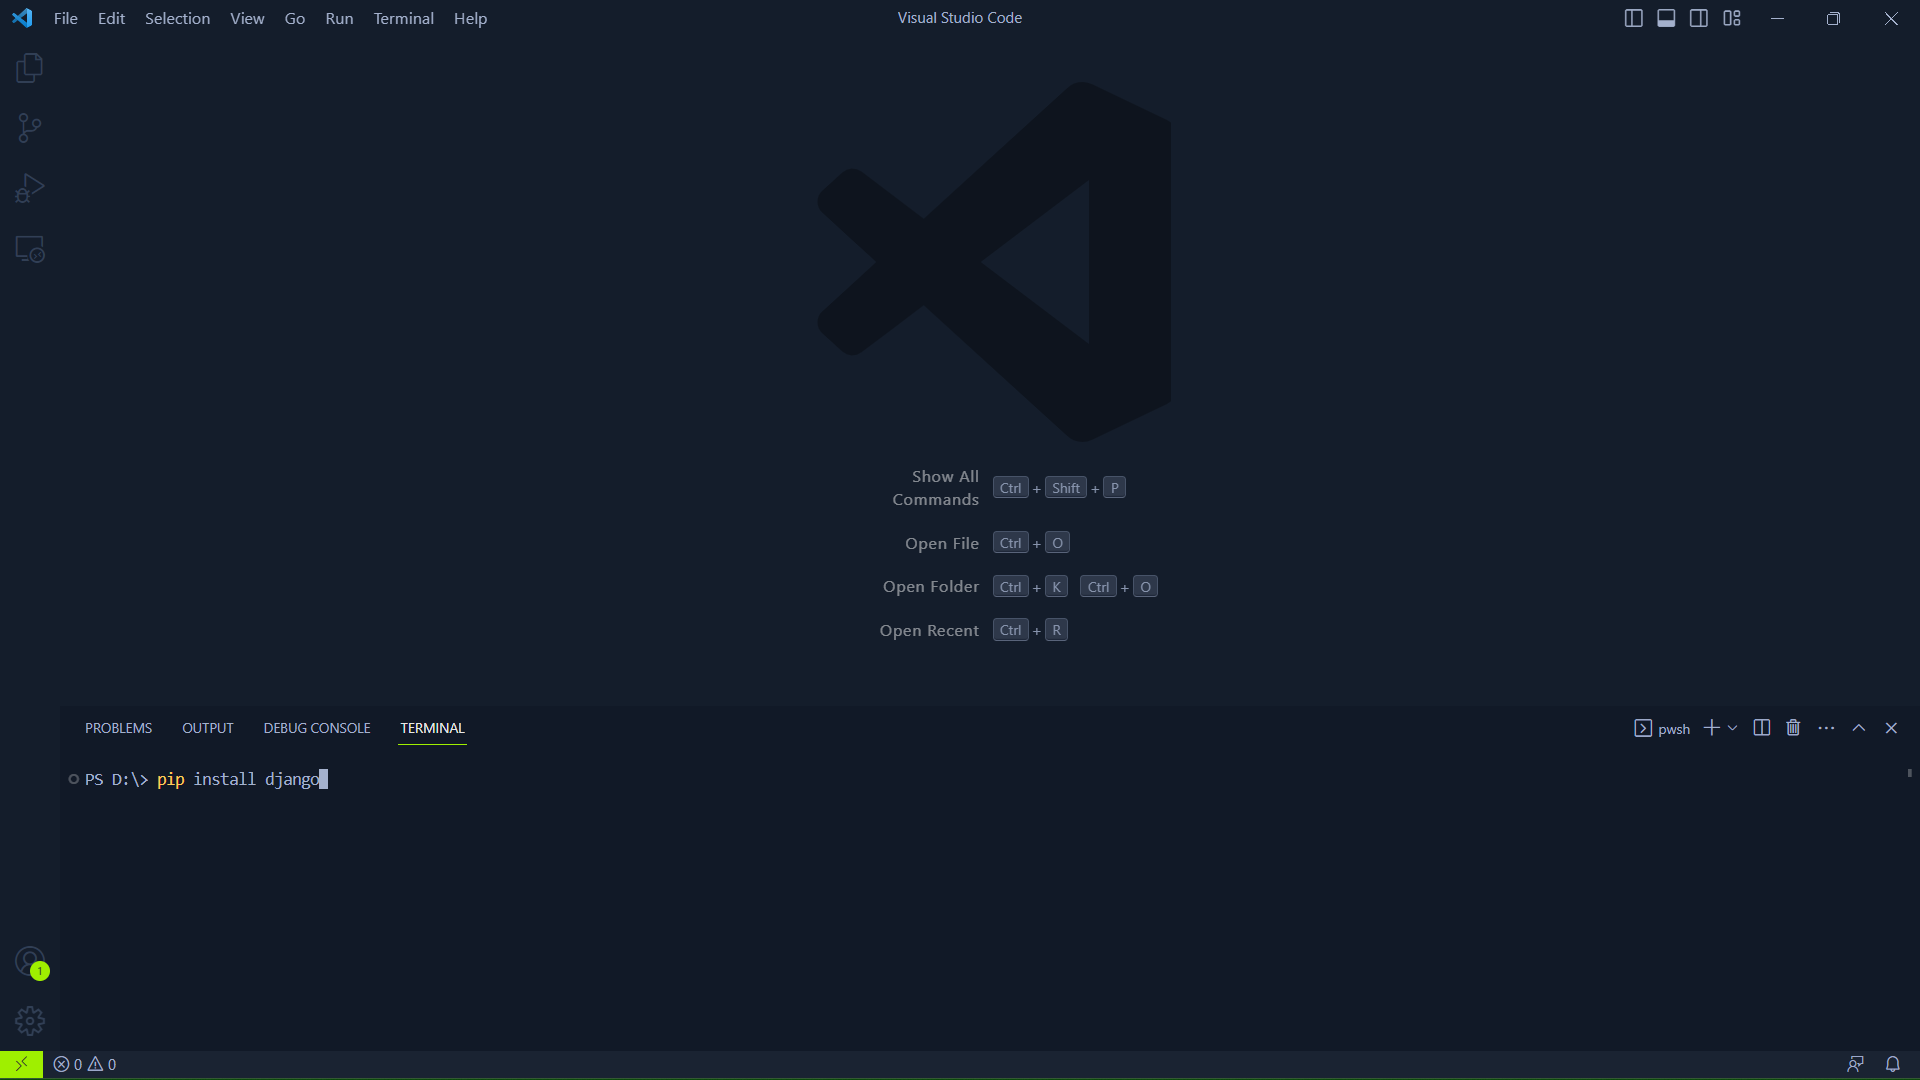 File Edit Selection View Go Run Terminal Help
Visual Studio Code
Show All
Commands
Ctrl + Shift + P
Open File Ctrl + O
Open Folder Ctrl + K Ctrl + O
Open Recent Ctrl + R
PROBLEMS OUTPUT DEBUG CONSOLE TERMINAL
pwsh
PS D:\> pip install django
1
0 0